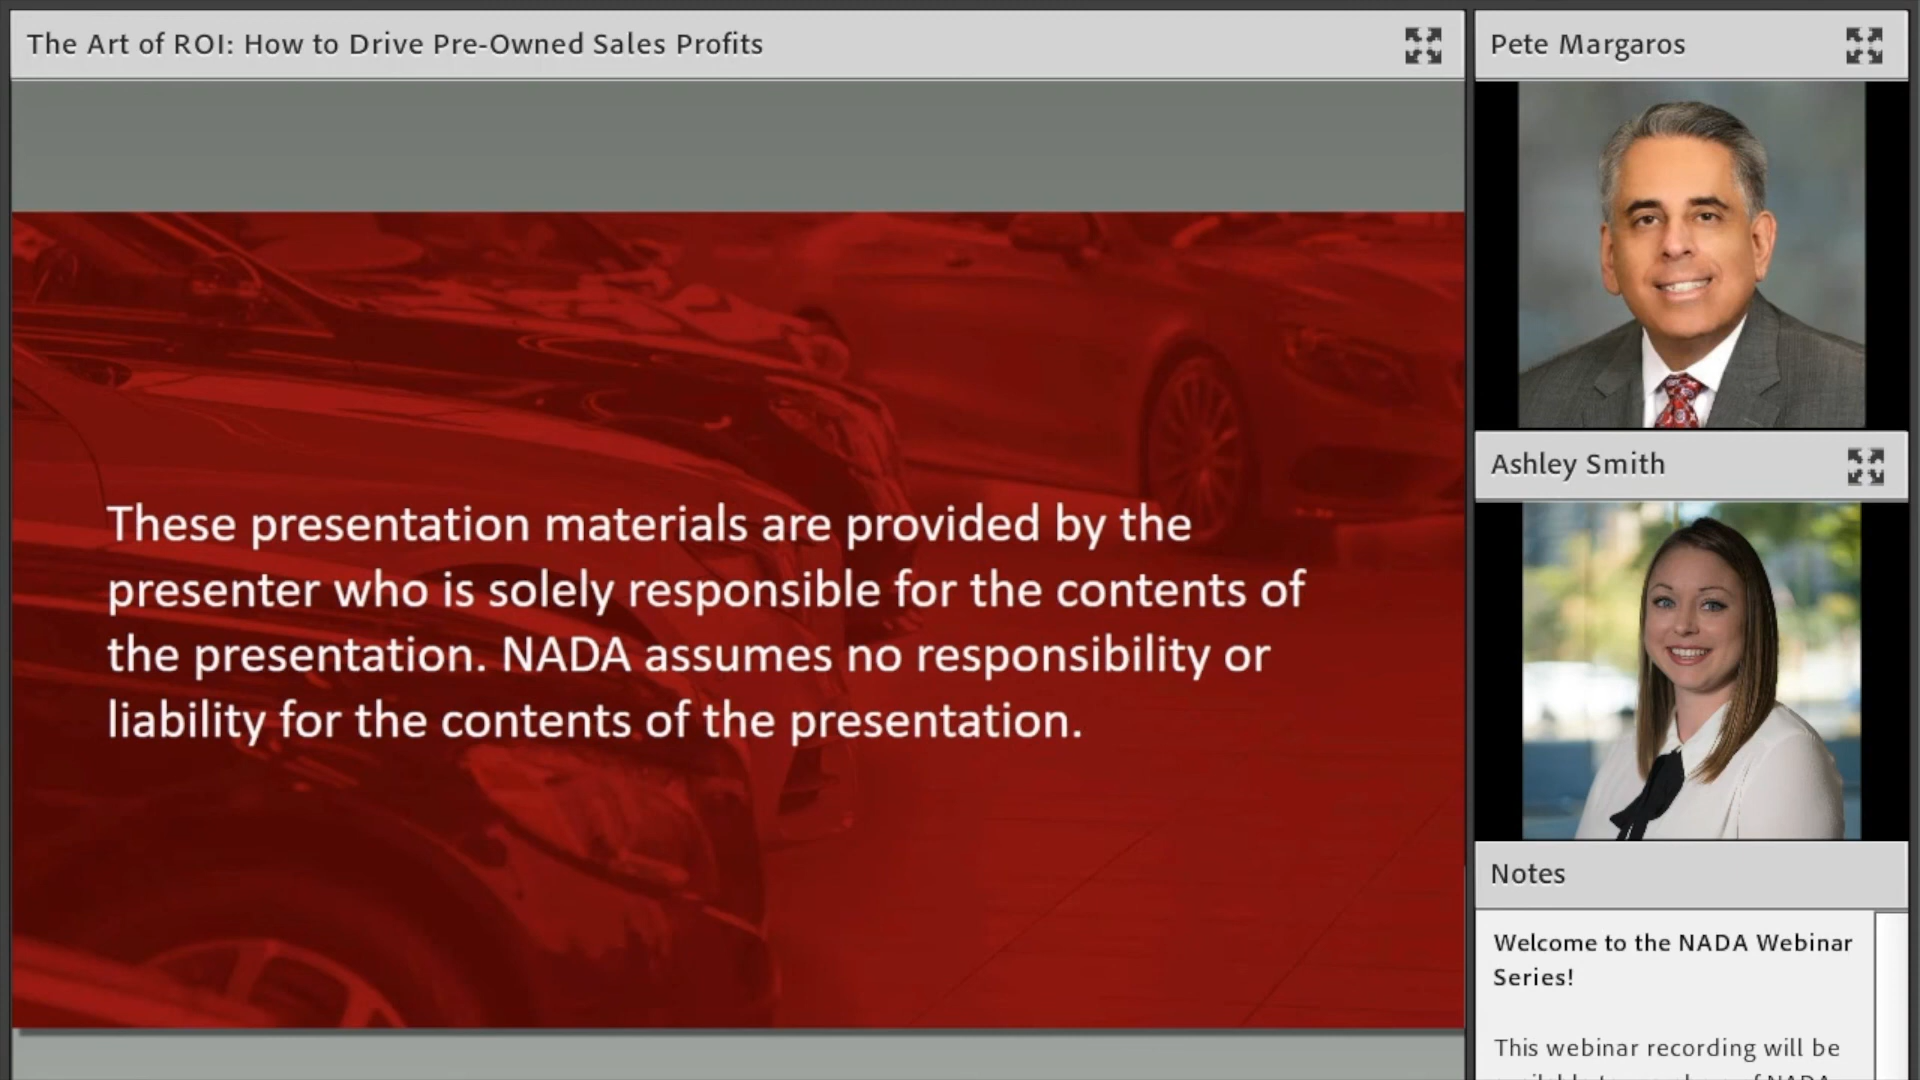 The Art of ROI: How to Drive Pre-Owned Sales Profits
These presentation materials are provided by the
presenter who is solely responsible for the contents of
the presentation. NADA assumes no responsibility or
liability for the contents of the presentation.
Pete Margaros
Ashley Smith
Notes
Welcome to the NADA Webinar
Series!
This webinar recording will be
NADA